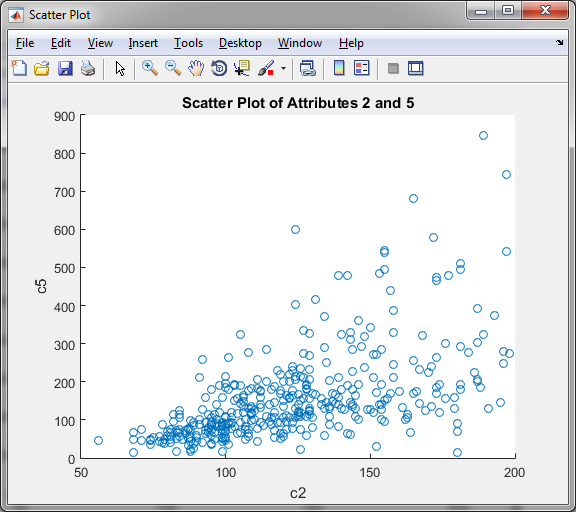 Scatter Plot
File Edit View Insert Tools Desktop Window Help
Scatter Plot of Attributes 2 and 5
900
800
700
600
500
400
300
200
100
0
c5
50 100 150 200
c2